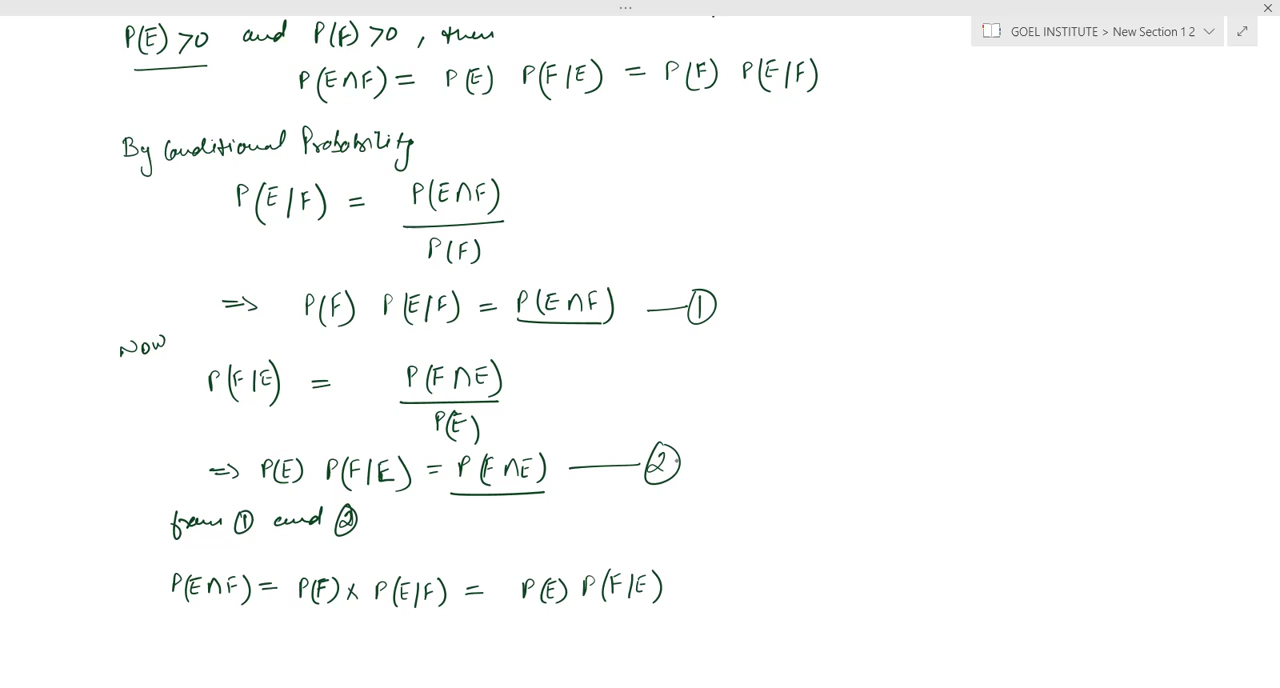 ...
GOEL INSTITUTE > New Section 1 2
P(E) >0 and P(F) >0 , then
P(E∩F) = P(E) P(F/E) = P(F) P(E/F)
By Conditional Probability
P(E/F) = P(E∩F)
P(F)
=> P(F) P(E/F) = P(E∩F) — ①
Now
P(F/E) = P(F∩E)
P(E)
=> P(E) P(F/E) = P(F∩E) — ②
from ① and ②
P(E∩F) = P(F) × P(E/F) = P(E) P(F/E)